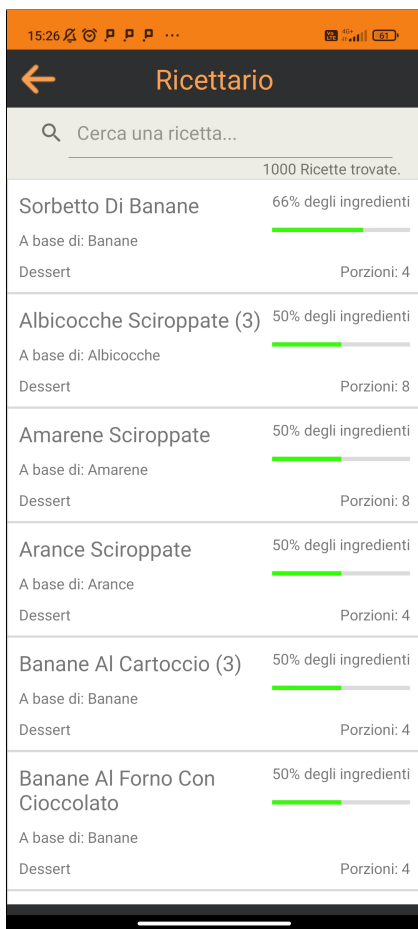 15:26
61
Ricettario
Cerca una ricetta...
1000 Ricette trovate.
Sorbetto Di Banane
66% degli ingredienti
A base di: Banane
Dessert
Porzioni: 4
Albicocche Sciroppate (3)
50% degli ingredienti
A base di: Albicocche
Dessert
Porzioni: 8
Amarene Sciroppate
50% degli ingredienti
A base di: Amarene
Dessert
Porzioni: 8
Arance Sciroppate
50% degli ingredienti
A base di: Arance
Dessert
Porzioni: 4
Banane Al Cartoccio (3)
50% degli ingredienti
A base di: Banane
Dessert
Porzioni: 4
Banane Al Forno Con
Cioccolato
50% degli ingredienti
A base di: Banane
Dessert
Porzioni: 4